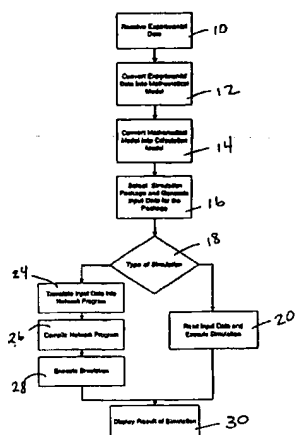 Receive Experimental
Data
10
Convert Experimental
Data into Mathematical
Model
12
Convert Mathematical
Model into Calculation
Model
14
Select Simulation
Package and Generate
Input Data for the
Package
16
Type of Simulation
18
24
Translate Input Data into
Network Program
26
Compile Network Program
28
Execute Simulation
Read Input Data and
Execute Simulation
20
Display Result of Simulation
30